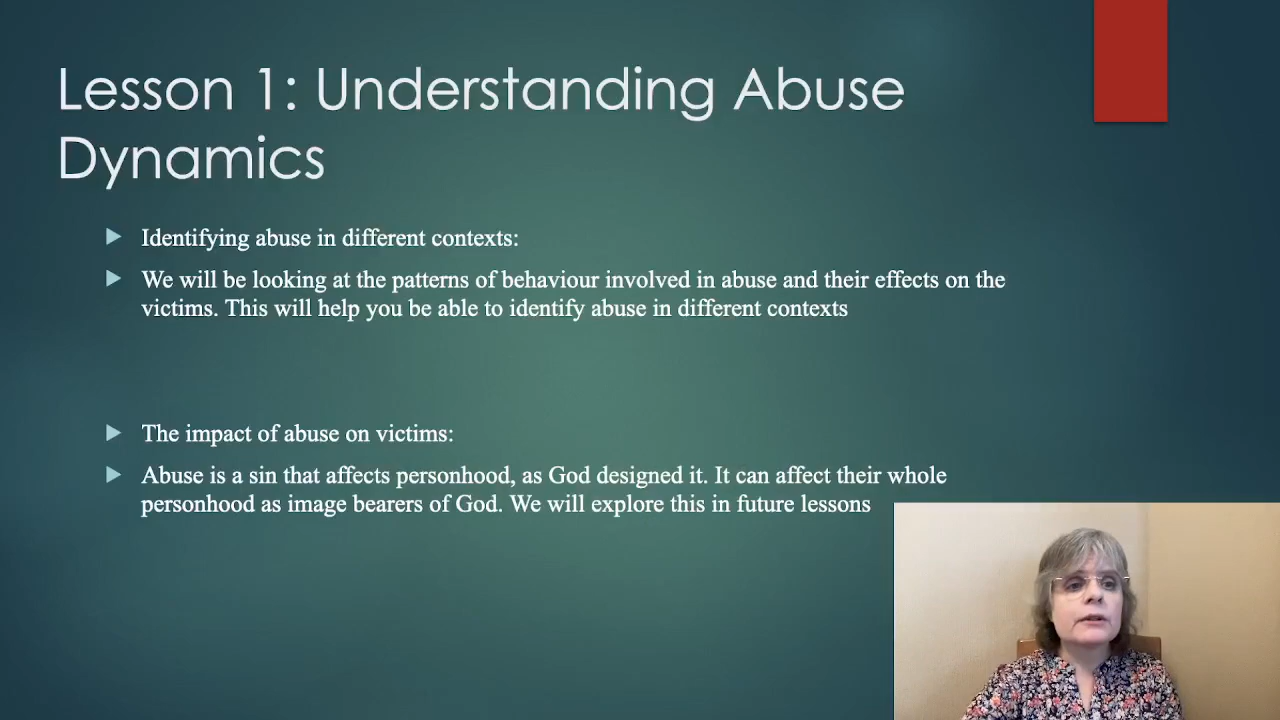 Lesson 1: Understanding Abuse
Dynamics
Identifying abuse in different contexts:
We will be looking at the patterns of behaviour involved in abuse and their effects on the
victims. This will help you be able to identify abuse in different contexts
The impact of abuse on victims:
Abuse is a sin that affects personhood, as God designed it. It can affect their whole
personhood as image bearers of God. We will explore this in future lessons